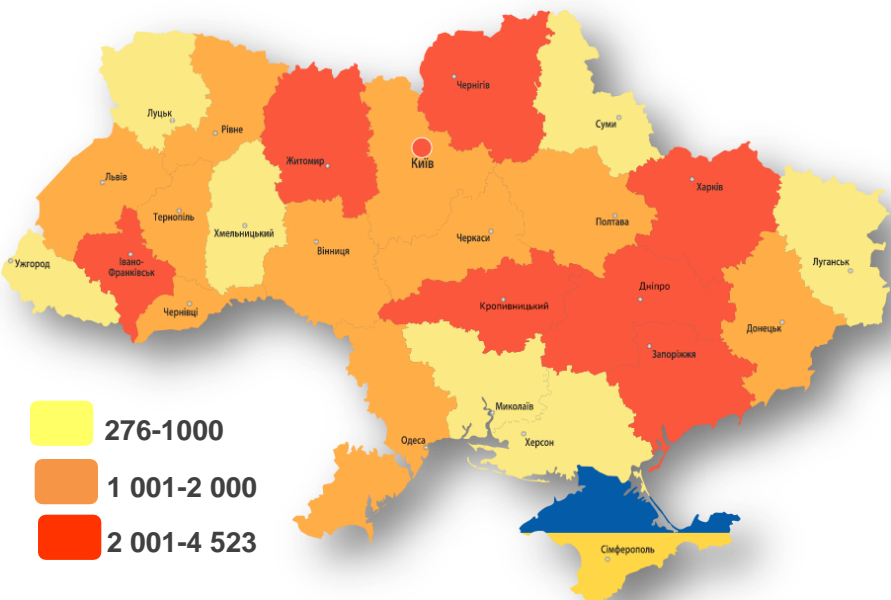 Чернігів
Луцьк
Рівне
Суми
Житомир
Київ
Львів
Харків
Тернопіль
Хмельницький
Полтава
Черкаси
Вінниця
Ужгород
Івано-
Франківськ
Луганськ
Дніпро
Чернівці
Кропивницький
Донецьк
Запоріжжя
Миколаїв
Одеса
Херсон
Сімферополь
276-1000
1 001-2 000
2 001-4 523